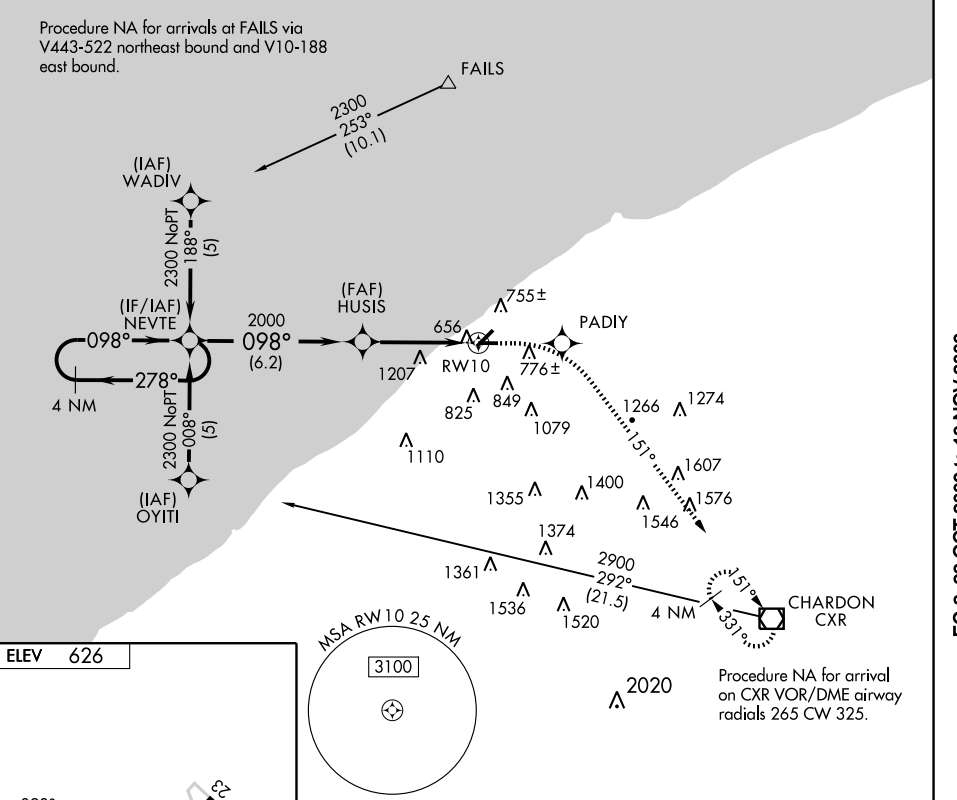 Procedure NA for arrivals at FAILS via
V443-522 northeast bound and V10-188
east bound.
FAILS
2300
253°
(10.1)
(IAF)
WADIV
2300 NoPT
188°
(5)
(IF/IAF)
NEVTE
2000
098°
(6.2)
(FAF)
HUSIS
098°
278°
4 NM
2300 NoPT
008°
(5)
(IAF)
OYITI
755±
656
RW10
PADIY
776±
1207
825
849
1079
1110
1266
1274
151°
1607
1576
1355
1400
1546
1374
1361
1536
1520
2900
292°
(21.5)
4 NM
151°
331°
CHARDON
CXR
Procedure NA for arrival
on CXR VOR/DME airway
radials 265 CW 325.
2020
MSA RW10 25 NM
3100
ELEV 626
23